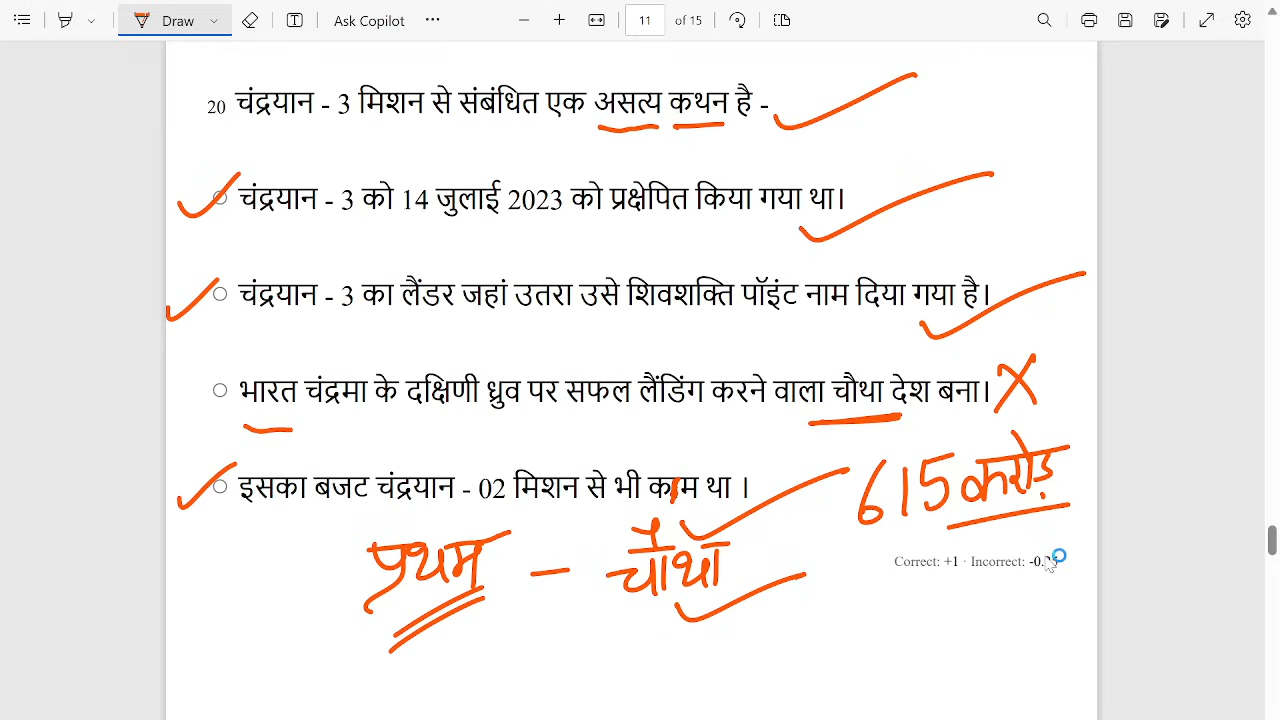 Draw
Ask Copilot
11 of 15
20 चंद्रयान - 3 मिशन से संबंधित एक असत्य कथन है -
चंद्रयान - 3 को 14 जुलाई 2023 को प्रक्षेपित किया गया था।
चंद्रयान - 3 का लैंडर जहां उतरा उसे शिवशक्ति पॉइंट नाम दिया गया है।
भारत चंद्रमा के दक्षिणी ध्रुव पर सफल लैंडिंग करने वाला चौथा देश बना। X
615 करोड़
इसका बजट चंद्रयान - 02 मिशन से भी काम था ।
प्रथम - चौथा
Correct: +1 · Incorrect: